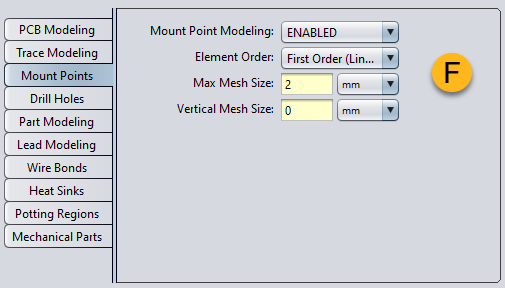 PCB Modeling
Trace Modeling
Mount Points
Drill Holes
Part Modeling
Lead Modeling
Wire Bonds
Heat Sinks
Potting Regions
Mechanical Parts
Mount Point Modeling: ENABLED
Element Order: First Order (Lin...
Max Mesh Size: 2 mm
Vertical Mesh Size: 0 mm
F